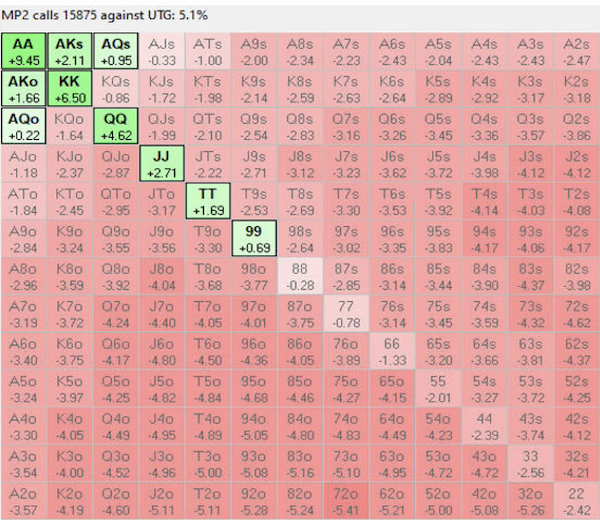 MP2 calls 15875 against UTG: 5.1%
AA AKs AQs AJs ATs A9s A8s A7s A6s A5s A4s A3s A2s
+9.45 +2.11 +0.95 -0.33 -1.00 -2.00 -2.34 -2.23 -2.43 -2.04 -2.43 -2.43 -2.47
AKo KK KQs KJs KTs K9s K8s K7s K6s K5s K4s K3s K2s
+1.66 +6.50 -0.86 -1.72 -1.98 -2.14 -2.59 -2.63 -2.64 -2.89 -2.92 -3.17 -3.18
AQo KQo QQ QJs QTs Q9s Q8s Q7s Q6s Q5s Q4s Q3s Q2s
+0.22 -1.64 +4.62 -1.99 -2.10 -2.54 -2.83 -3.16 -3.26 -3.45 -3.36 -3.57 -3.86
AJo KJo QJo JJ JTs J9s J8s J7s J6s J5s J4s J3s J2s
-1.18 -2.37 -2.87 +2.71 -2.22 -2.71 -3.12 -3.23 -3.62 -3.72 -3.98 -4.12 -4.12
ATo KTo QTo JTo TT T9s T8s T7s T6s T5s T4s T3s T2s
-1.84 -2.45 -2.95 -3.17 +1.69 -2.53 -2.69 -3.30 -3.53 -3.92 -4.14 -4.03 -4.08
A9o K9o Q9o J9o T9o 99 98s 97s 96s 95s 94s 93s 92s
-2.84 -3.24 -3.55 -3.56 -3.30 +0.69 -2.64 -3.02 -3.35 -3.83 -4.17 -4.06 -4.17
A8o K8o Q8o J8o T8o 98o 88 87s 86s 85s 84s 83s 82s
-2.96 -3.59 -3.92 -4.04 -3.68 -3.77 -0.28 -2.85 -3.14 -3.44 -3.90 -4.37 -3.98
A7o K7o Q7o J7o T7o 97o 87o 77 76s 75s 74s 73s 72s
-3.19 -3.72 -4.24 -4.40 -4.05 -4.01 -3.75 -0.78 -3.14 -3.45 -3.59 -4.32 -4.62
A6o K6o Q6o J6o T6o 96o 86o 76o 66 65s 64s 63s 62s
-3.40 -3.75 -4.17 -4.80 -4.50 -4.36 -4.05 -3.89 -1.33 -3.20 -3.66 -3.81 -4.37
A5o K5o Q5o J5o T5o 95o 85o 75o 65o 55 54s 53s 52s
-3.24 -3.97 -4.25 -4.82 -4.84 -4.68 -4.46 -4.27 -4.15 -2.01 -3.27 -3.72 -4.25
A4o K4o Q4o J4o T4o 94o 84o 74o 64o 54o 44 43s 42s
-3.30 -4.05 -4.49 -4.95 -4.89 -5.05 -4.80 -4.83 -4.49 -4.23 -2.39 -3.74 -4.12
A3o K3o Q3o J3o T3o 93o 83o 73o 63o 53o 43o 33 32s
-3.54 -4.00 -4.52 -4.96 -5.00 -5.08 -5.16 -5.10 -4.95 -4.72 -4.72 -2.56 -4.21
A2o K2o Q2o J2o T2o 92o 82o 72o 62o 52o 42o 32o 22
-3.57 -4.19 -4.60 -5.11 -5.11 -5.28 -5.24 -5.41 -5.21 -5.00 -5.08 -5.26 -2.42